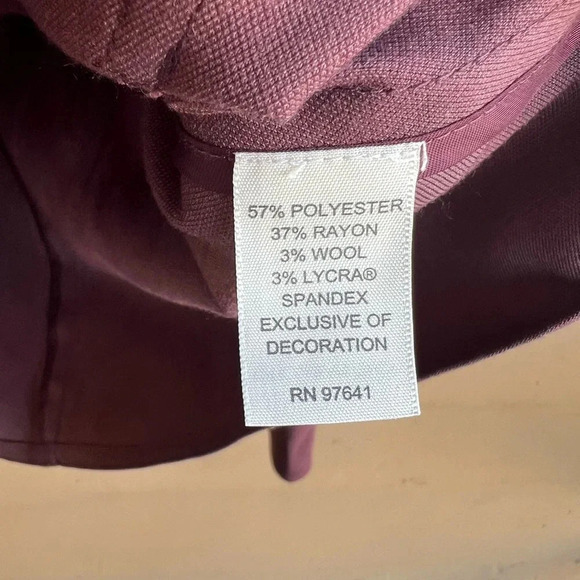 57% POLYESTER
37% RAYON
3% WOOL
3% LYCRA®
SPANDEX
EXCLUSIVE OF
DECORATION
RN 97641